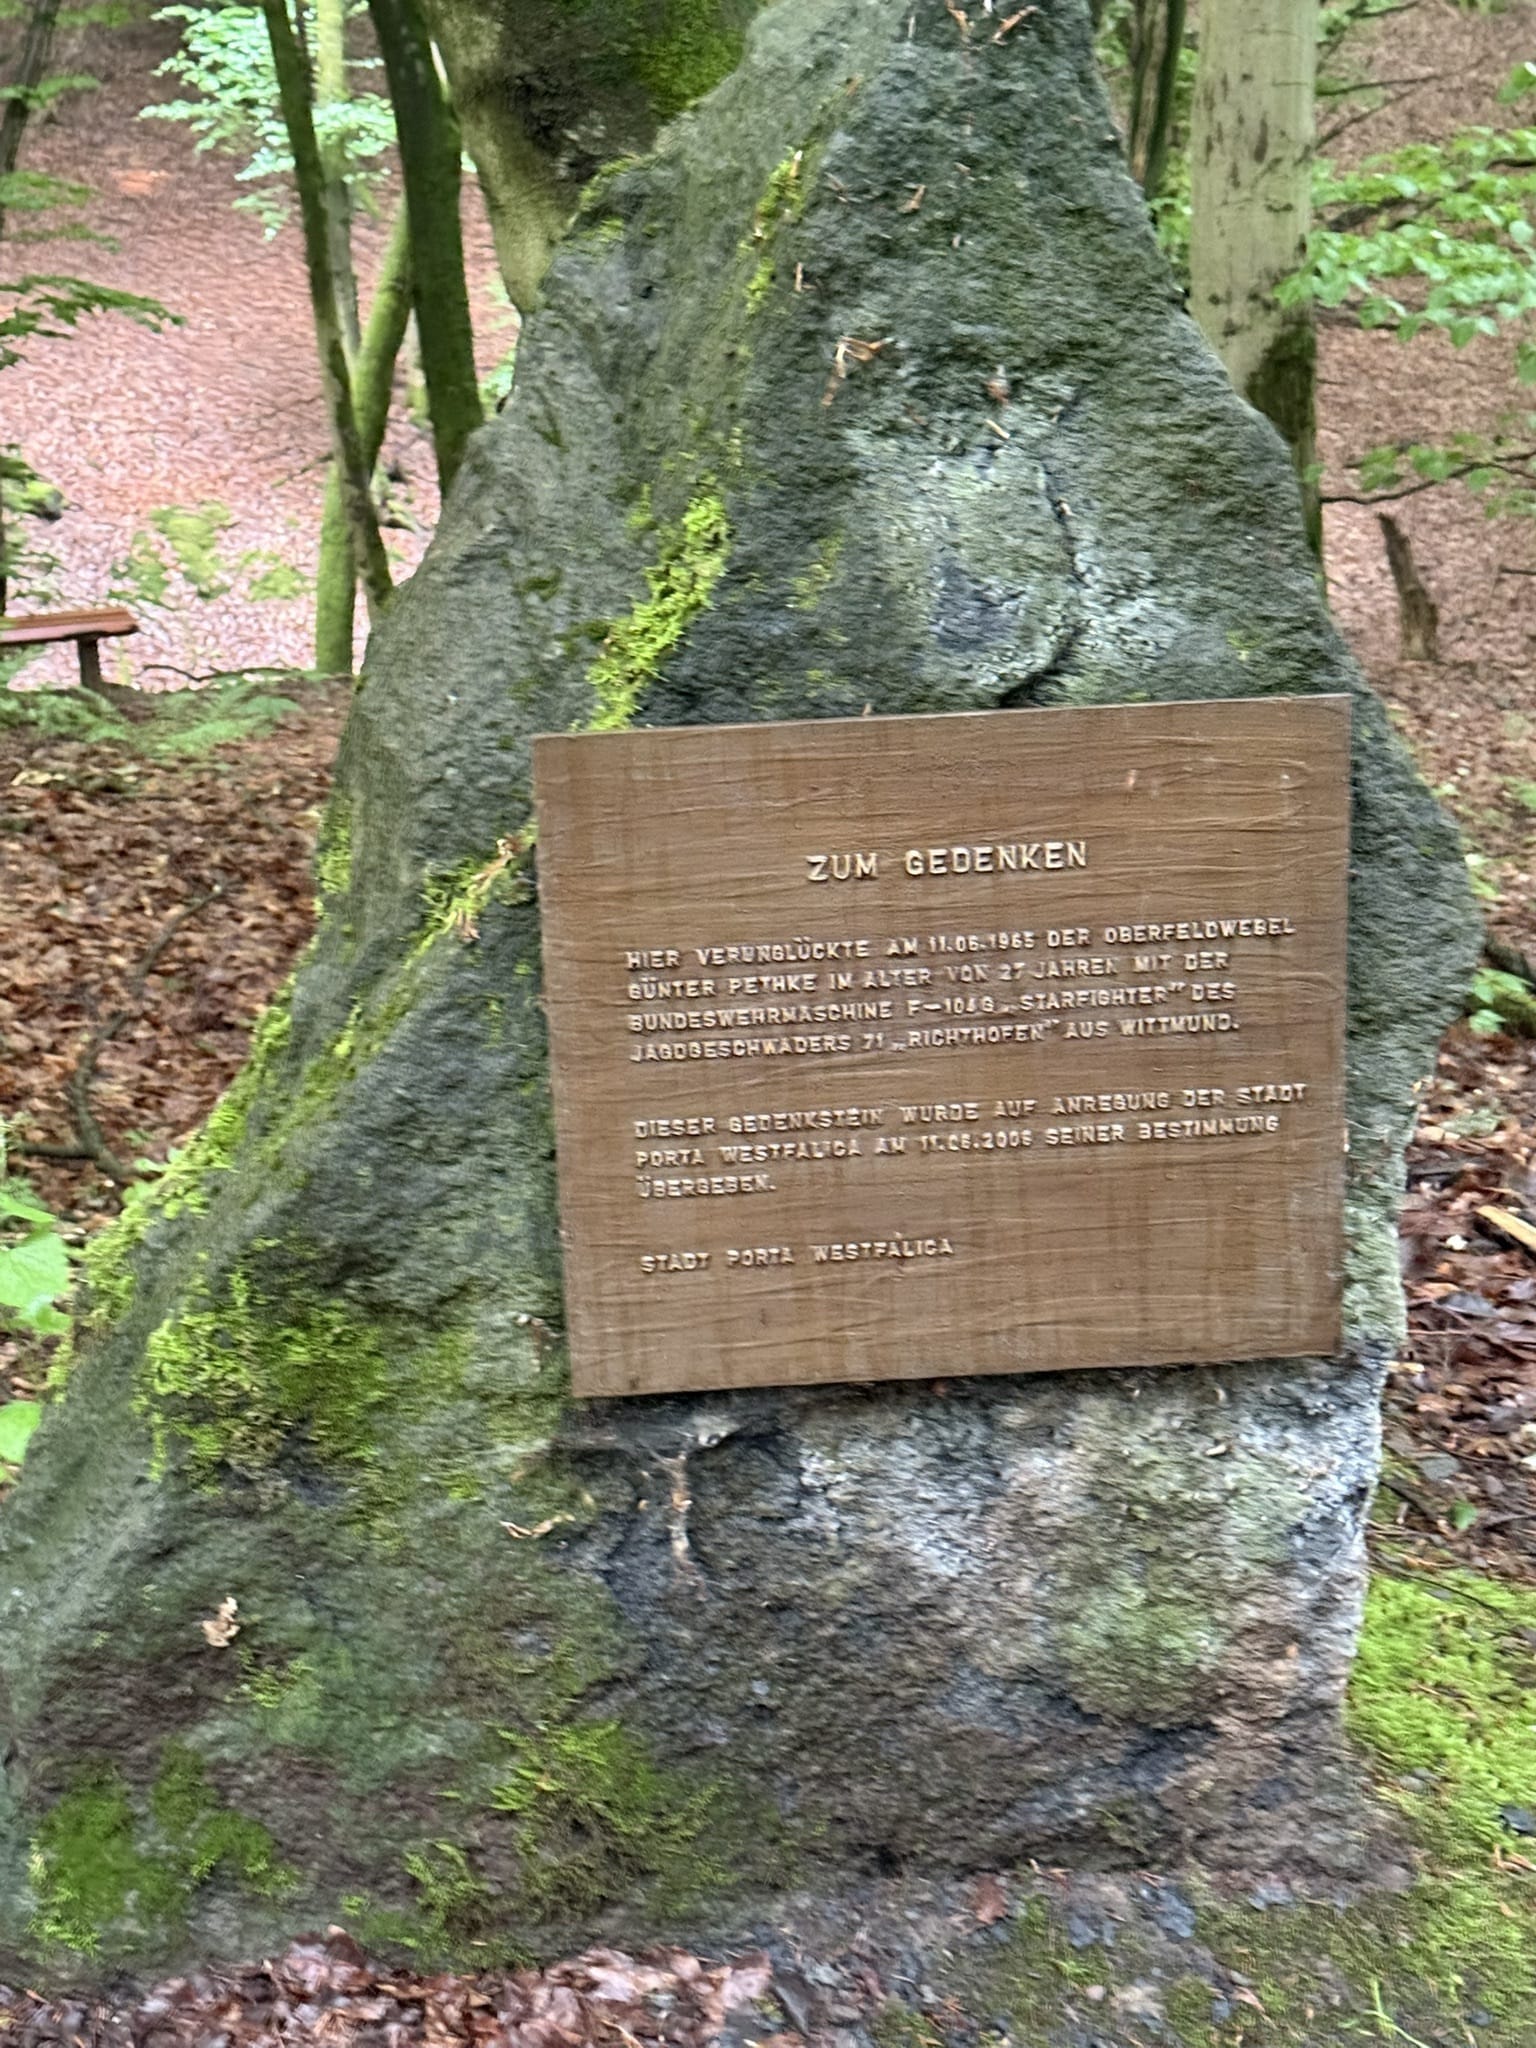 ZUM GEDENKEN
HIER VERUNGLÜCKTE AM 11.06.1965 DER OBERFELDWEBEL
GÜNTER PETHKE IM ALTER VON 27 JAHREN MIT DER
BUNDESWEHRMASCHINE F-104G „STARFIGHTER" DES
JAGDGESCHWADERS 71 „RICHTHOFEN" AUS WITTMUND.
DIESER GEDENKSTEIN WURDE AUF ANREGUNG DER STADT
PORTA WESTFALICA AM 11.06.2006 SEINER BESTIMMUNG
ÜBERGEBEN.
STADT PORTA WESTFALICA